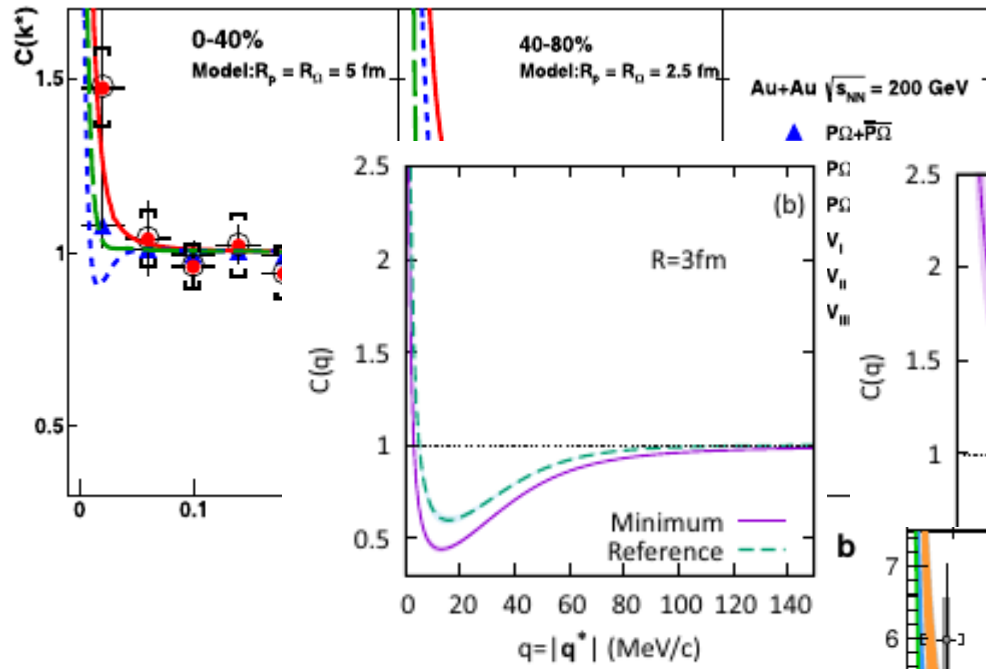 C(k*)
0-40%
Model:Rₚ = R_Ω = 5 fm
40-80%
Model:Rₚ = R_Ω = 2.5 fm
Au+Au √s_NN = 200 GeV
PΩ+P̅Ω̅
PΩ
PΩ
V_I
V_II
V_III
1.5
1
0.5
0
0.1
(b)
R=3fm
C(q)
2.5
2
1.5
1
0.5
Minimum
Reference
0 20 40 60 80 100 120 140
q=|q*| (MeV/c)
C(q)
2.5
2
1.5
1
b
7
6